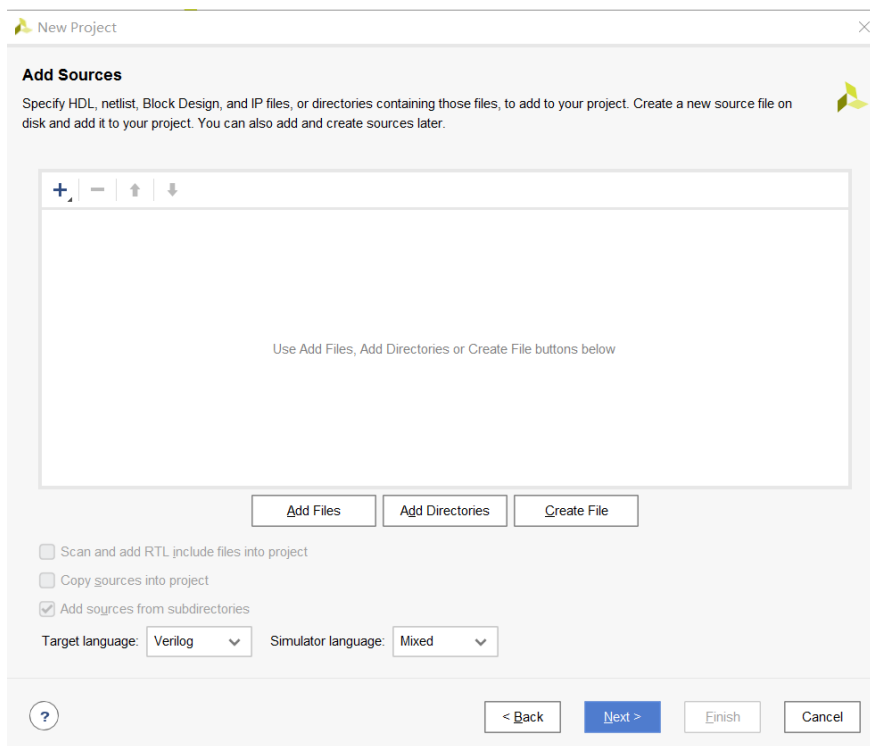 New Project
Add Sources
Specify HDL, netlist, Block Design, and IP files, or directories containing those files, to add to your project. Create a new source file on
disk and add it to your project. You can also add and create sources later.
Use Add Files, Add Directories or Create File buttons below
Add Files Add Directories Create File
Scan and add RTL include files into project
Copy sources into project
Add sources from subdirectories
Target language: Verilog Simulator language: Mixed
? < Back Next > Finish Cancel